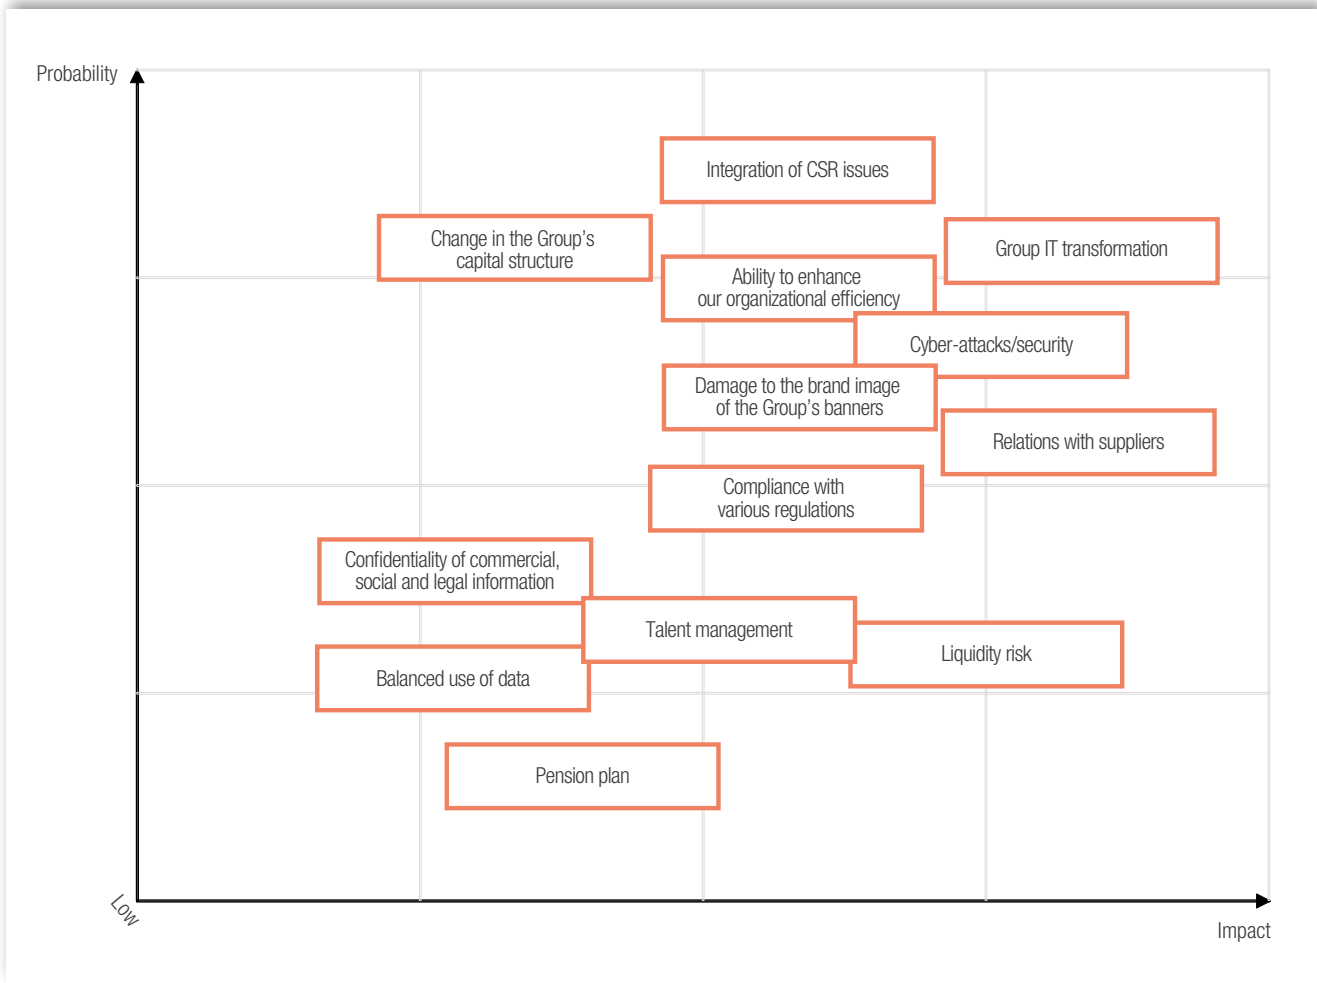 Probability
Integration of CSR issues
Change in the Group’s
capital structure
Group IT transformation
Ability to enhance
our organizational efficiency
Cyber-attacks/security
Damage to the brand image
of the Group’s banners
Relations with suppliers
Compliance with
various regulations
Confidentiality of commercial,
social and legal information
Talent management
Liquidity risk
Balanced use of data
Pension plan
Low
Impact